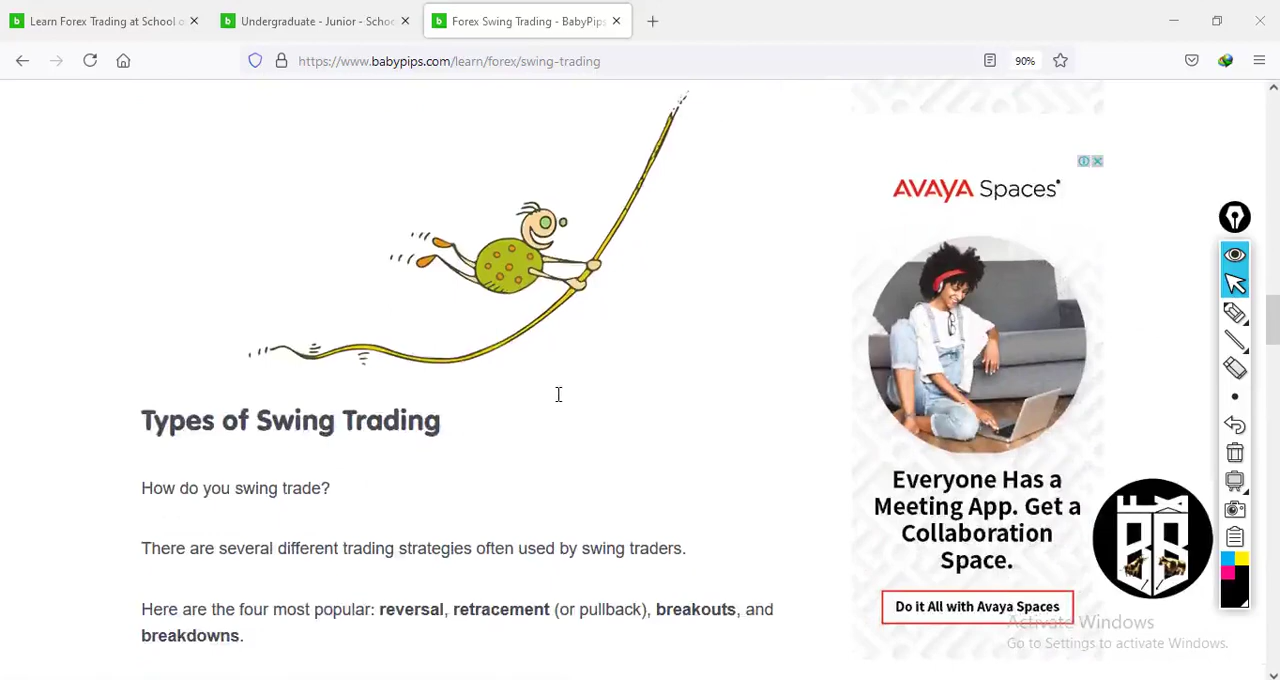 Learn Forex Trading at School o
Undergraduate - Junior - Schoo
Forex Swing Trading - BabyPips
https://www.babypips.com/learn/forex/swing-trading
90%
AVAYA Spaces
Types of Swing Trading
How do you swing trade?
There are several different trading strategies often used by swing traders.
Here are the four most popular: reversal, retracement (or pullback), breakouts, and
breakdowns.
Everyone Has a
Meeting App. Get a
Collaboration
Space.
Do it All with Avaya Spaces
Activate Windows
Go to Settings to activate Windows.